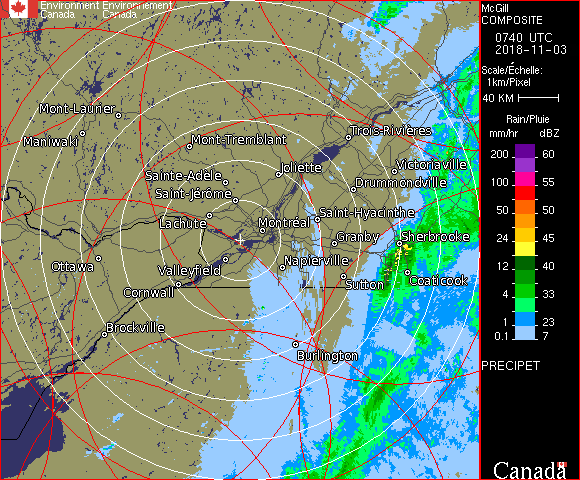 Environment Environnement
Canada Canada
McGill
COMPOSITE
0740 UTC
2018-11-03
Scale/Échelle:
1km/Pixel
40 KM
Rain/Pluie
mm/hr dBZ
200 60
150 57
100 55
50 50
24 45
12 40
4 33
1 23
0.1 7
PRECIPET
Canada
Mont-Laurier
Maniwaki
Mont-Tremblant
Trois-Rivières
Sainte-Adèle
Joliette
Victoriaville
Saint-Jérôme
Drummondville
Lachute
Montréal
Saint-Hyacinthe
Granby
Sherbrooke
Ottawa
Valleyfield
Napierville
Cornwall
Sutton
Coaticook
Brockville
Burlington